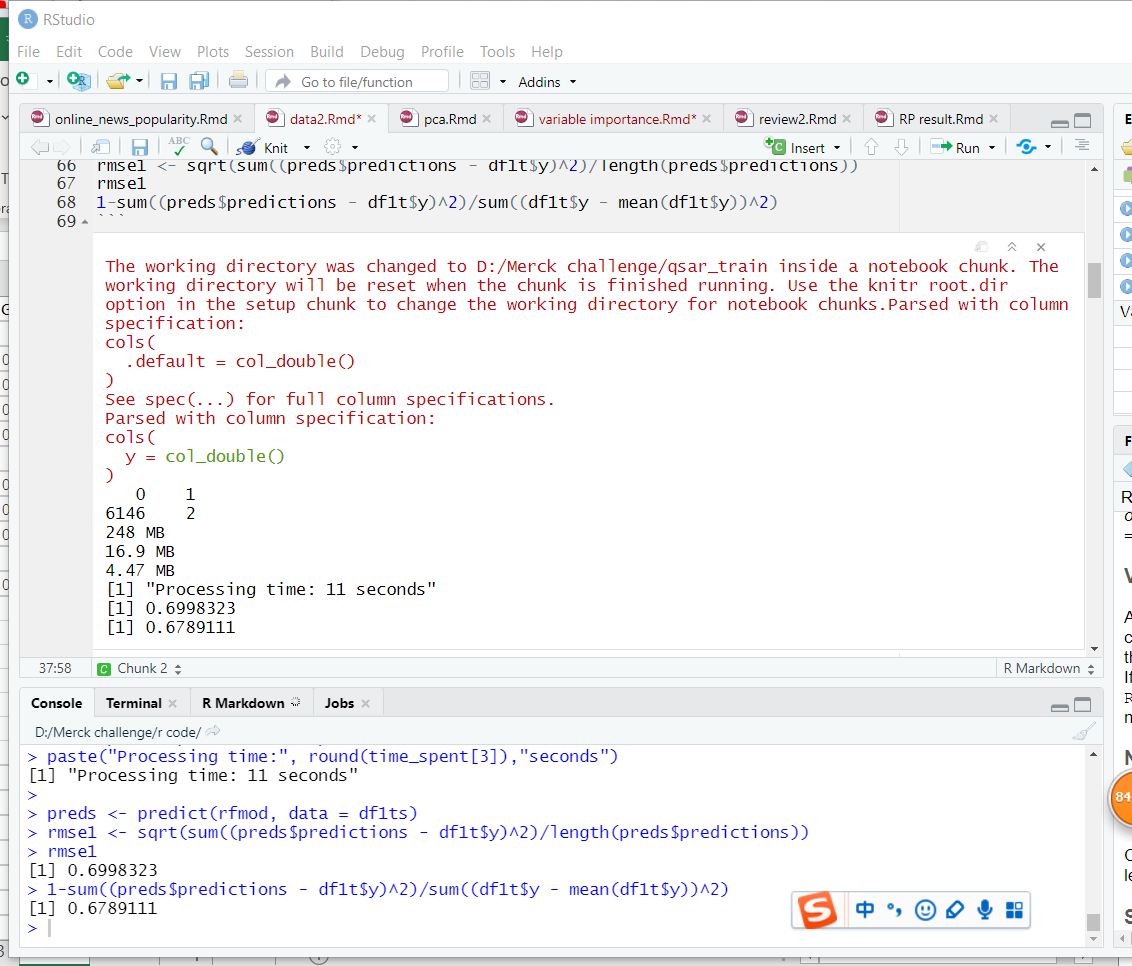 RStudio
File Edit Code View Plots Session Build Debug Profile Tools Help
Go to file/function Addins
online_news_popularity.Rmd data2.Rmd* pca.Rmd variable importance.Rmd* review2.Rmd RP result.Rmd
ABC Knit Insert Run
66 rmse1 <- sqrt(sum((preds$predictions - df1t$y)^2)/length(preds$predictions))
67 rmse1
68 1-sum((preds$predictions - df1t$y)^2)/sum((df1t$y - mean(df1t$y))^2)
69 ```
The working directory was changed to D:/Merck challenge/qsar_train inside a notebook chunk. The
working directory will be reset when the chunk is finished running. Use the knitr root.dir
option in the setup chunk to change the working directory for notebook chunks.Parsed with column
specification:
cols(
.default = col_double()
)
See spec(...) for full column specifications.
Parsed with column specification:
cols(
y = col_double()
)
0 1
6146 2
248 MB
16.9 MB
4.47 MB
[1] "Processing time: 11 seconds"
[1] 0.6998323
[1] 0.6789111
37:58 C Chunk 2 R Markdown
Console Terminal R Markdown Jobs
D:/Merck challenge/r code/
> paste("Processing time:", round(time_spent[3]),"seconds")
[1] "Processing time: 11 seconds"
>
> preds <- predict(rfmod, data = df1ts)
> rmse1 <- sqrt(sum((preds$predictions - df1t$y)^2)/length(preds$predictions))
> rmse1
[1] 0.6998323
> 1-sum((preds$predictions - df1t$y)^2)/sum((df1t$y - mean(df1t$y))^2)
[1] 0.6789111
>
S 中
84